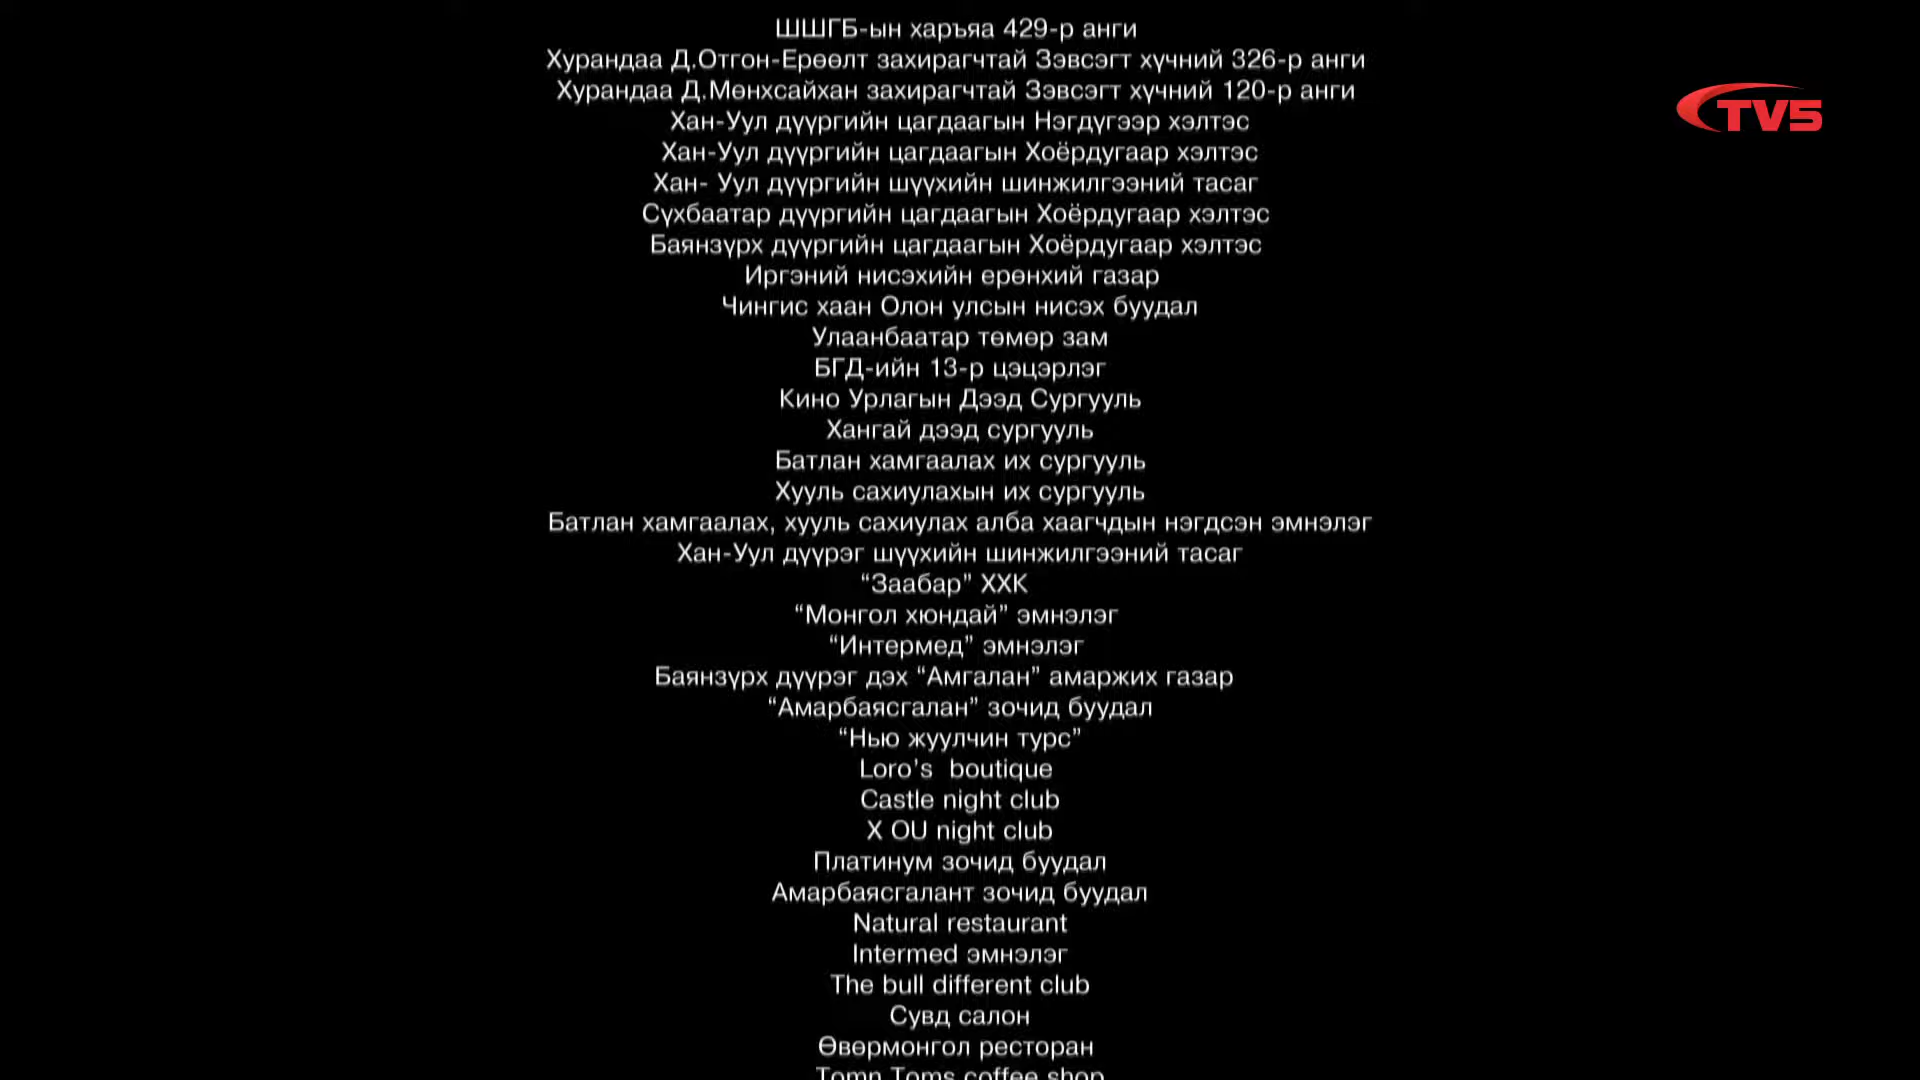 ШШГБ-ын харъяа 429-р анги
Хурандаа Д.Отгон-Ерөөлт захирагчтай Зэвсэгт хүчний 326-р анги
Хурандаа Д.Мөнхсайхан захирагчтай Зэвсэгт хүчний 120-р анги
TV5
Хан-Уул дүүргийн цагдаагын Нэгдүгээр хэлтэс
Хан-Уул дүүргийн цагдаагын Хоёрдугаар хэлтэс
Хан- Уул дүүргийн шүүхийн шинжилгээний тасаг
Сүхбаатар дүүргийн цагдаагын Хоёрдугаар хэлтэс
Баянзүрх дүүргийн цагдаагын Хоёрдугаар хэлтэс
Иргэний нисэхийн ерөнхий газар
Чингис хаан Олон улсын нисэх буудал
Улаанбаатар төмөр зам
БГД-ийн 13-р цэцэрлэг
Кино Урлагын Дээд Сургууль
Хангай дээд сургууль
Батлан хамгаалах их сургууль
Хууль сахиулахын их сургууль
Батлан хамгаалах, хууль сахиулах алба хаагчдын нэгдсэн эмнэлэг
Хан-Уул дүүрэг шүүхийн шинжилгээний тасаг
“Заабар” ХХК
“Монгол хюндай” эмнэлэг
“Интермед” эмнэлэг
Баянзүрх дүүрэг дэх “Амгалан” амаржих газар
“Амарбаясгалан” зочид буудал
“Нью жуулчин турс”
Loro’s boutique
Castle night club
X OU night club
Платинум зочид буудал
Амарбаясгалант зочид буудал
Natural restaurant
Intermed эмнэлэг
The bull different club
Сувд салон
Өвөрмонгол ресторан
Tomn Toms coffee shop